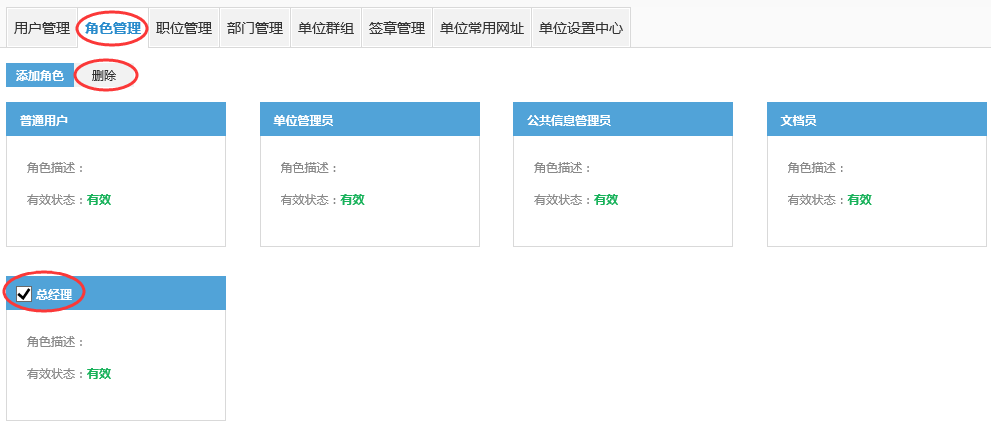 用户管理 角色管理 职位管理 部门管理 单位群组 签章管理 单位常用网址 单位设置中心
添加角色 删除
普通用户 单位管理员 公共信息管理员 文档员
角色描述： 角色描述： 角色描述： 角色描述：
有效状态：有效 有效状态：有效 有效状态：有效 有效状态：有效
总经理
角色描述：
有效状态：有效